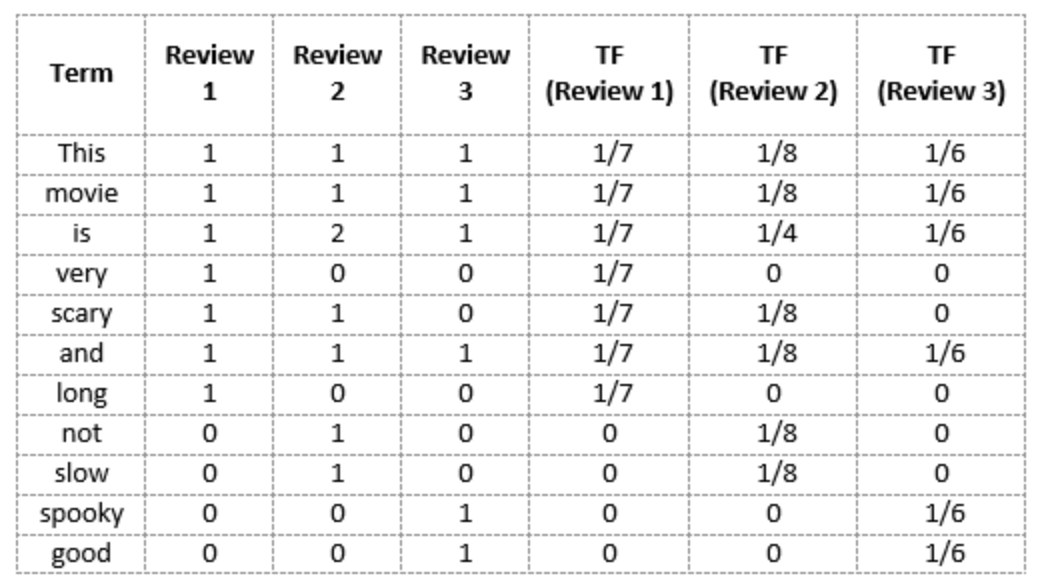 Term Review 1 Review 2 Review 3 TF (Review 1) TF (Review 2) TF (Review 3)
This 1 1 1 1/7 1/8 1/6
movie 1 1 1 1/7 1/8 1/6
is 1 2 1 1/7 1/4 1/6
very 1 0 0 1/7 0 0
scary 1 1 0 1/7 1/8 0
and 1 1 1 1/7 1/8 1/6
long 1 0 0 1/7 0 0
not 0 1 0 0 1/8 0
slow 0 1 0 0 1/8 0
spooky 0 0 1 0 0 1/6
good 0 0 1 0 0 1/6